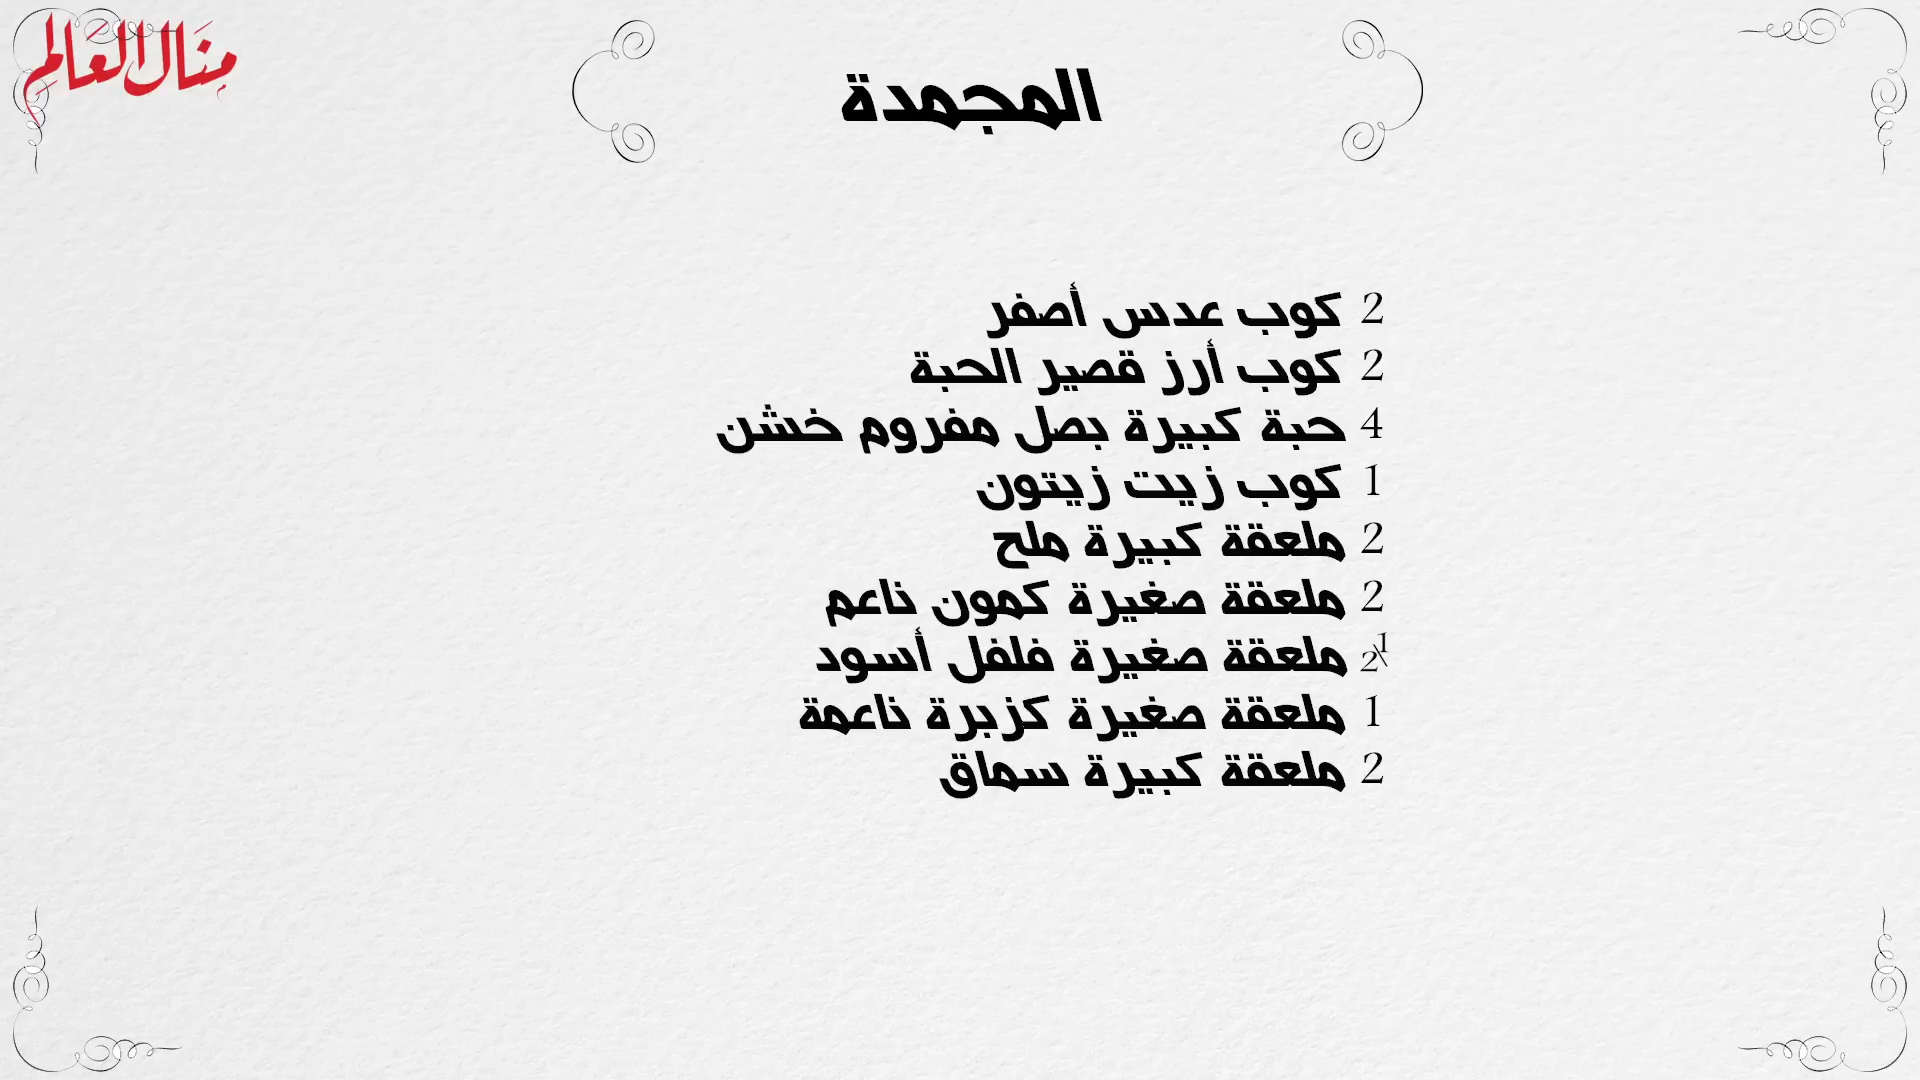 منال العالم
المجمدة
2 كوب عدس أصفر
2 كوب أرز قصير الحبة
4 حبة كبيرة بصل مفروم خشن
1 كوب زيت زيتون
2 ملعقة كبيرة ملح
2 ملعقة صغيرة كمون ناعم
1\2 ملعقة صغيرة فلفل أسود
1 ملعقة صغيرة كزبرة ناعمة
2 ملعقة كبيرة سماق